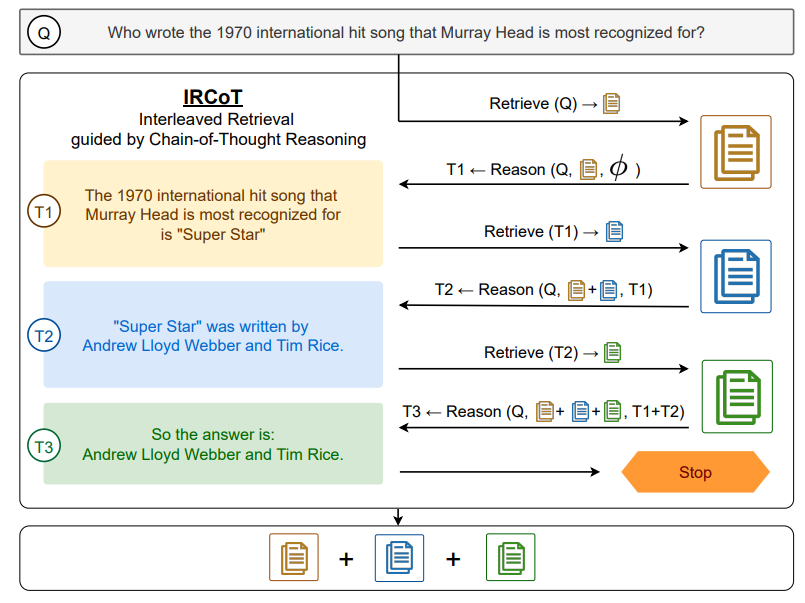 Q
Who wrote the 1970 international hit song that Murray Head is most recognized for?
IRCoT
Interleaved Retrieval
guided by Chain-of-Thought Reasoning
Retrieve (Q) →
T1 ← Reason (Q, , ϕ )
T1
The 1970 international hit song that
Murray Head is most recognized for
is "Super Star"
Retrieve (T1) →
T2 ← Reason (Q, + , T1)
T2
"Super Star" was written by
Andrew Lloyd Webber and Tim Rice.
Retrieve (T2) →
T3 ← Reason (Q, + + , T1+T2)
T3
So the answer is:
Andrew Lloyd Webber and Tim Rice.
Stop
+ +